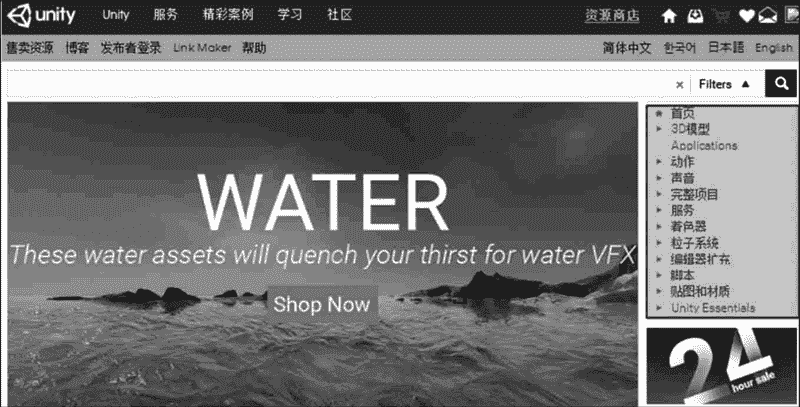 unity Unity 服务 精彩案例 学习 社区 资源商店
售卖资源 博客 发布者登录 Link Maker 帮助 简体中文 한국어 日本語 English
× Filters ▲
首页
3D模型
Applications
动作
声音
完整项目
服务
着色器
粒子系统
编辑器扩充
脚本
贴图和材质
Unity Essentials
WATER
These water assets will quench your thirst for water VFX
Shop Now
24
hour sale